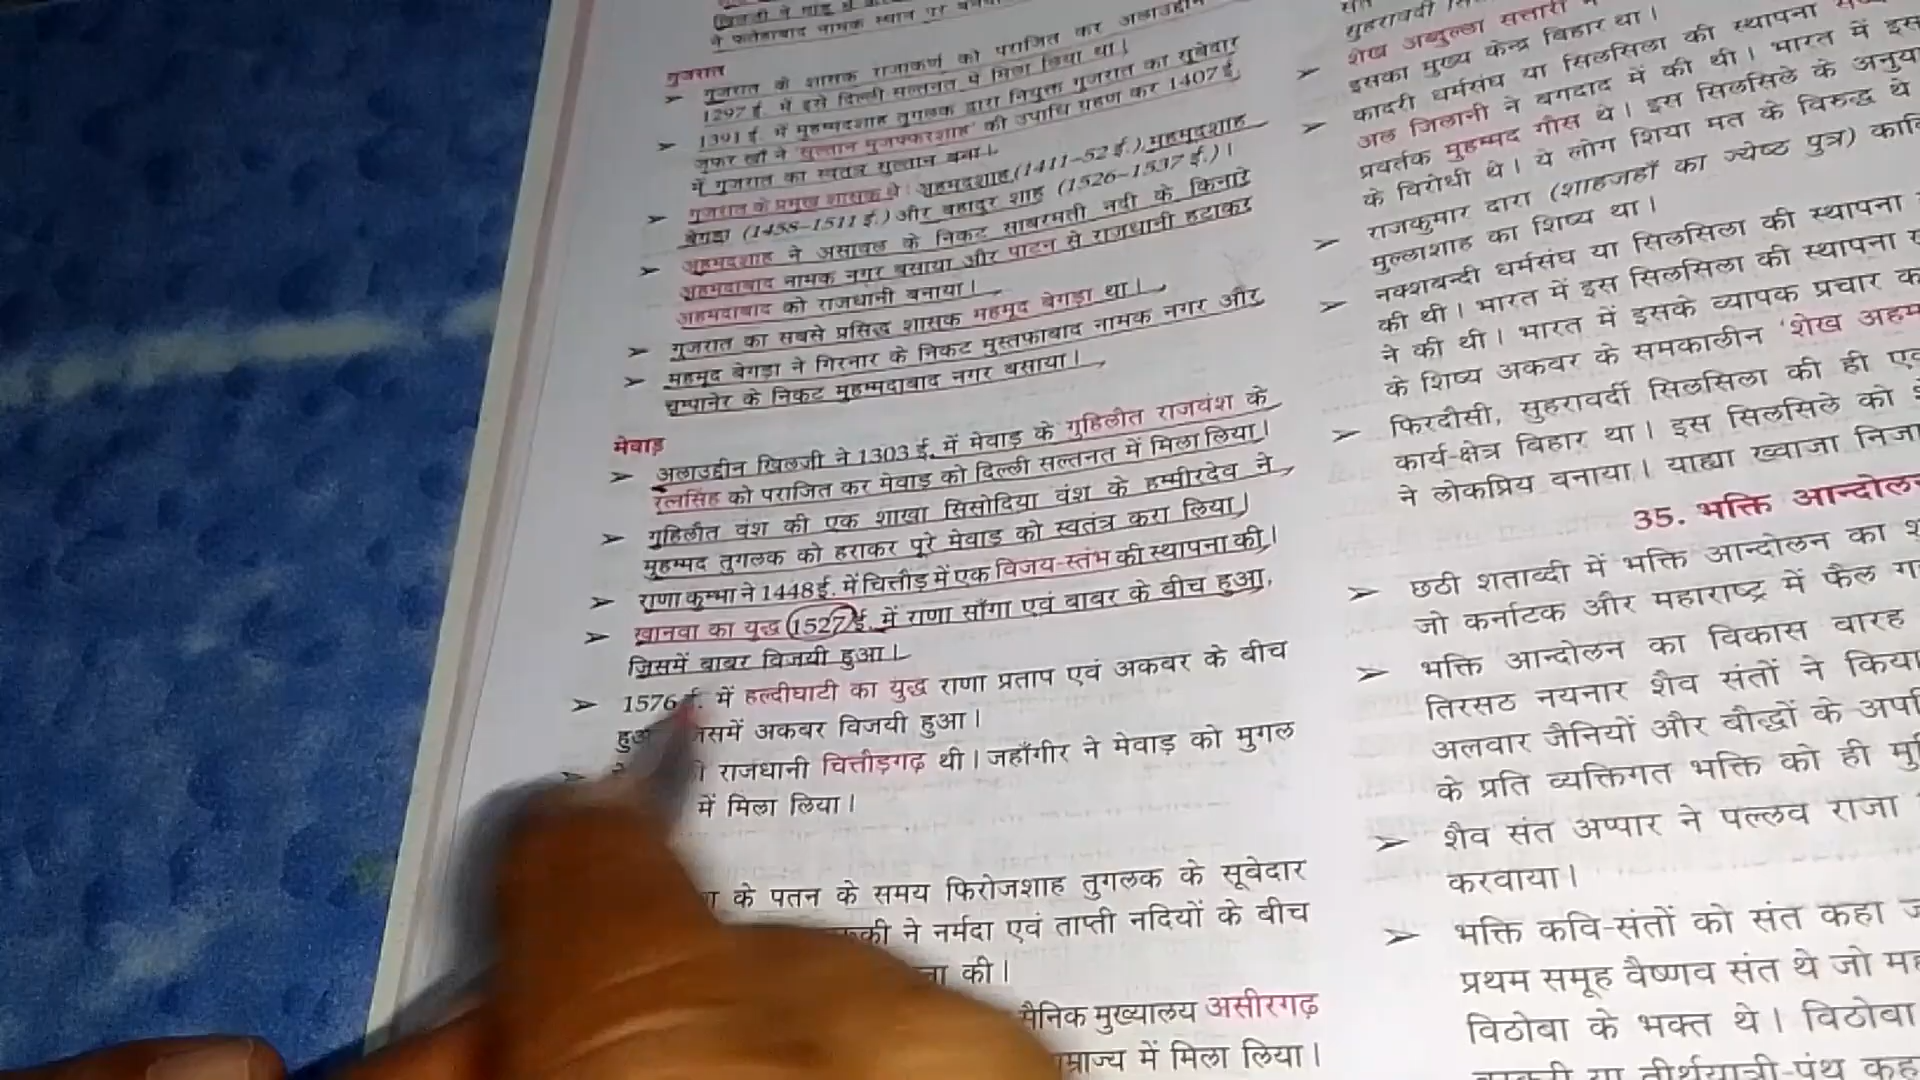 ने फतेहाबाद नामक स्थान पर
गुजरात
➢ गुजरात के शासक राजाकर्ण को पराजित कर अलाउद्दीन
1297 ई. में इसे दिल्ली सल्तनत में मिला लिया था।
➢ 1391 ई. में मुहम्मदशाह तुगलक द्वारा नियुक्त गुजरात का सूबेदार
जफर खाँ ने 'सुल्तान मुजफ्फरशाह' की उपाधि ग्रहण कर 1407 ई.
में गुजरात का स्वतंत्र सुल्तान बना।
➢ गुजरात के प्रमुख शासक थे : अहमदशाह (1411-52 ई.) महमूदशाह
बेगड़ा (1458-1511 ई.) और बहादुर शाह (1526-1537 ई.)।
➢ अहमदशाह ने असावल के निकट साबरमती नदी के किनारे
अहमदाबाद नामक नगर बसाया और पाटन से राजधानी हटाकर
अहमदाबाद को राजधानी बनाया।
➢ गुजरात का सबसे प्रसिद्ध शासक महमूद बेगड़ा था।
➢ महमूद बेगड़ा ने गिरनार के निकट मुस्तफाबाद नामक नगर और
चम्पानेर के निकट मुहम्मदाबाद नगर बसाया।
मेवाड़
➢ अलाउद्दीन खिलजी ने 1303 ई. में मेवाड़ के गुहिलौत राजवंश के
रत्नसिंह को पराजित कर मेवाड़ को दिल्ली सल्तनत में मिला लिया।
➢ गुहिलौत वंश की एक शाखा सिसोदिया वंश के हम्मीरदेव ने
मुहम्मद तुगलक को हराकर पूरे मेवाड़ को स्वतंत्र करा लिया।
➢ राणा कुम्भा ने 1448 ई. में चित्तौड़ में एक विजय-स्तंभ की स्थापना की।
➢ खानवा का युद्ध 1527 ई. में राणा साँगा एवं बाबर के बीच हुआ,
जिसमें बाबर विजयी हुआ।
➢ 1576 ई. में हल्दीघाटी का युद्ध राणा प्रताप एवं अकबर के बीच
अकबर विजयी हुआ।
➢ राजधानी चित्तौड़गढ़ थी। जहाँगीर ने मेवाड़ को मुगल
में मिला लिया।
के पतन के समय फिरोजशाह तुगलक के सूबेदार
ने नर्मदा एवं ताप्ती नदियों के बीच
की।
सैनिक मुख्यालय असीरगढ़
में मिला लिया।
शेख अब्दुल्ला सत्तारी
इसका मुख्य केन्द्र बिहार था।
➢ कादरी धर्मसंघ या सिलसिला की स्थापना
अल जिलानी ने बगदाद में की थी। भारत में इस
➢ प्रवर्तक मुहम्मद गौस थे। इस सिलसिले के
के विरोधी थे। ये लोग शिया मत के विरुद्ध थे
राजकुमार दारा (शाहजहाँ का ज्येष्ठ पुत्र)
➢ मुल्लाशाह का शिष्य था।
➢ नक्शबन्दी धर्मसंघ या सिलसिला की स्थापना
की थी। भारत में इस सिलसिला की स्थापना
ने की थी। भारत में इसके व्यापक प्रचार
के शिष्य अकबर के समकालीन 'शेख
➢ फिरदौसी, सुहरावर्दी सिलसिला की ही
कार्य-क्षेत्र बिहार था। इस सिलसिले को
ने लोकप्रिय बनाया। याह्या ख्वाजा
35. भक्ति आन्दोलन
➢ छठी शताब्दी में भक्ति आन्दोलन का
जो कर्नाटक और महाराष्ट्र में फैल
➢ भक्ति आन्दोलन का विकास बारह
तिरसठ नयनार शैव संतों ने किया
अलवार जैनियों और बौद्धों के
के प्रति व्यक्तिगत भक्ति को ही
➢ शैव संत अप्पार ने पल्लव राजा
करवाया।
➢ भक्ति कवि-संतों को संत कहा
प्रथम समूह वैष्णव संत थे जो
विठोबा के भक्त थे। विठोबा